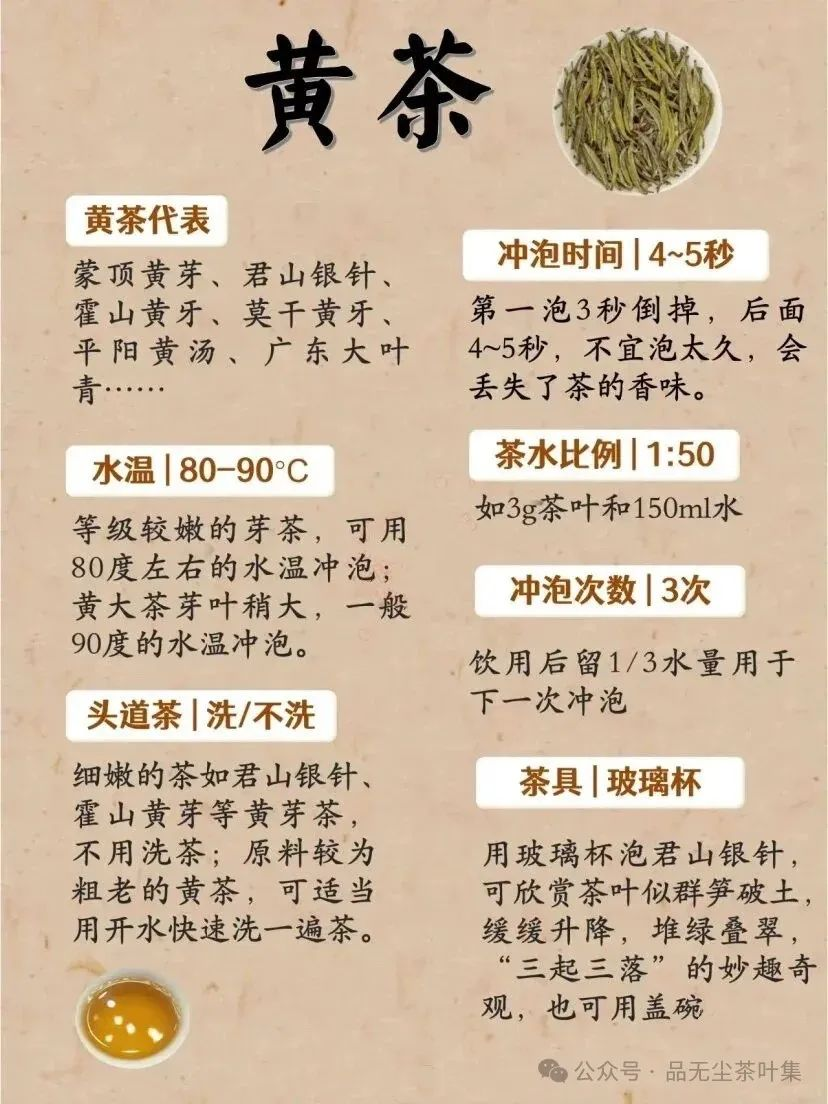 黄茶
黄茶代表
蒙顶黄芽、君山银针、
霍山黄牙、莫干黄牙、
平阳黄汤、广东大叶
青……
水温|80-90℃
等级较嫩的芽茶，可用
80度左右的水温冲泡；
黄大茶芽叶稍大，一般
90度的水温冲泡。
头道茶|洗/不洗
细嫩的茶如君山银针、
霍山黄芽等黄芽茶，
不用洗茶；原料较为
粗老的黄茶，可适当
用开水快速洗一遍茶。
冲泡时间|4~5秒
第一泡3秒倒掉，后面
4~5秒，不宜泡太久，会
丢失了茶的香味。
茶水比例|1:50
如3g茶叶和150ml水
冲泡次数|3次
饮用后留1/3水量用于
下一次冲泡
茶具|玻璃杯
用玻璃杯泡君山银针，
可欣赏茶叶似群笋破土，
缓缓升降，堆绿叠翠，
“三起三落”的妙趣奇
观，也可用盖碗
公众号·品无尘茶叶集